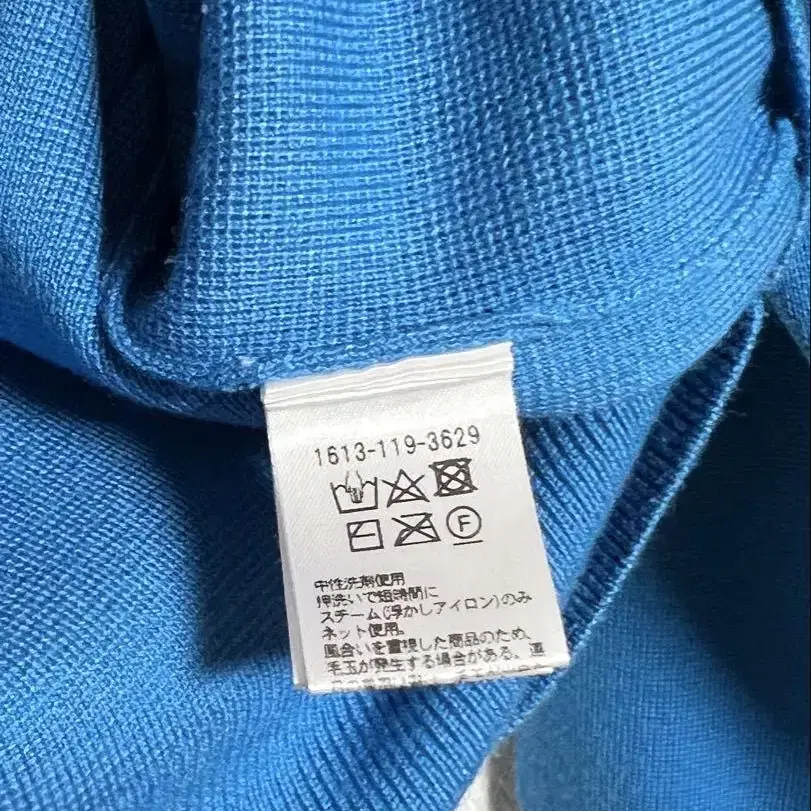 1613-119-3629
F
中性洗剤使用
押洗いで短時間に
スチーム(浮かしアイロン)のみ
ネット使用。
風合いを重視した商品のため、
毛玉が発生する場合がある。連